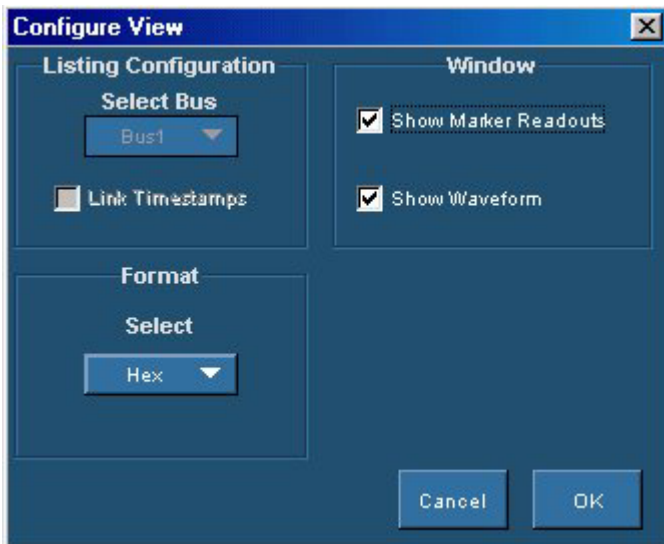 Configure View
Listing Configuration
Select Bus
Bus1
Link Timestamps
Window
Show Marker Readouts
Show Waveform
Format
Select
Hex
Cancel
OK